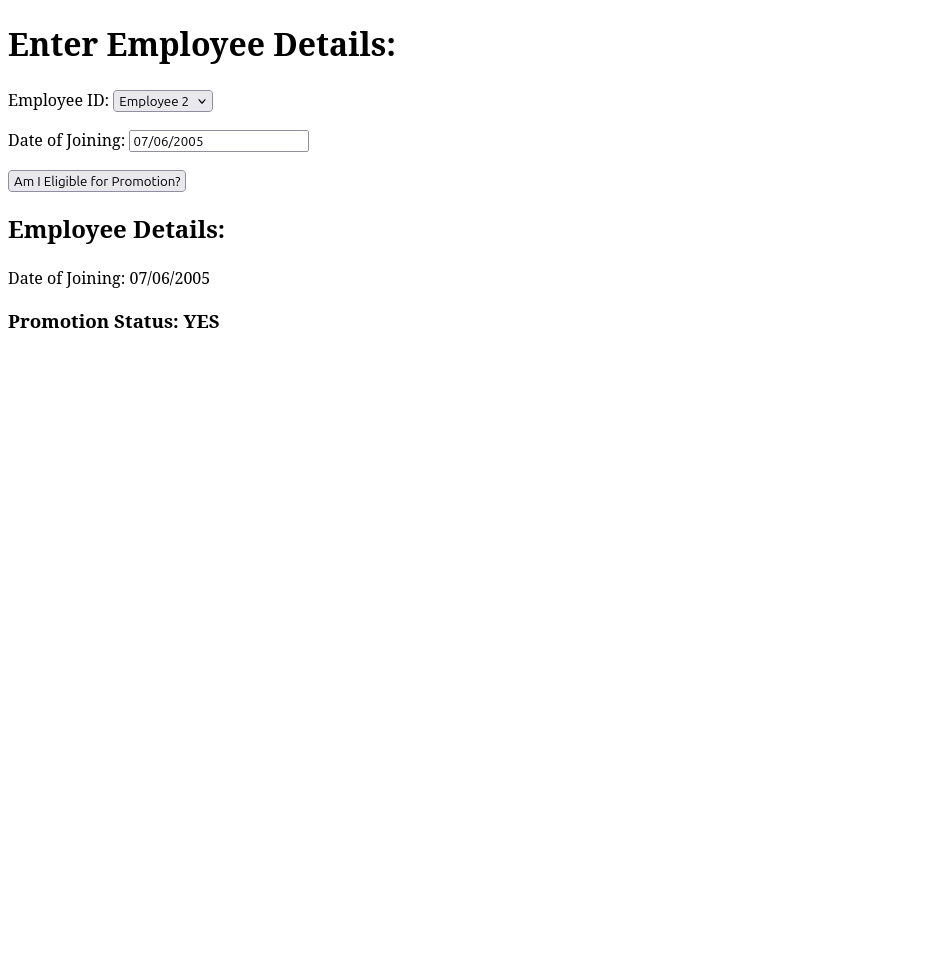 Enter Employee Details:
Employee ID: Employee 2
Date of Joining: 07/06/2005
Am I Eligible for Promotion?
Employee Details:
Date of Joining: 07/06/2005
Promotion Status: YES